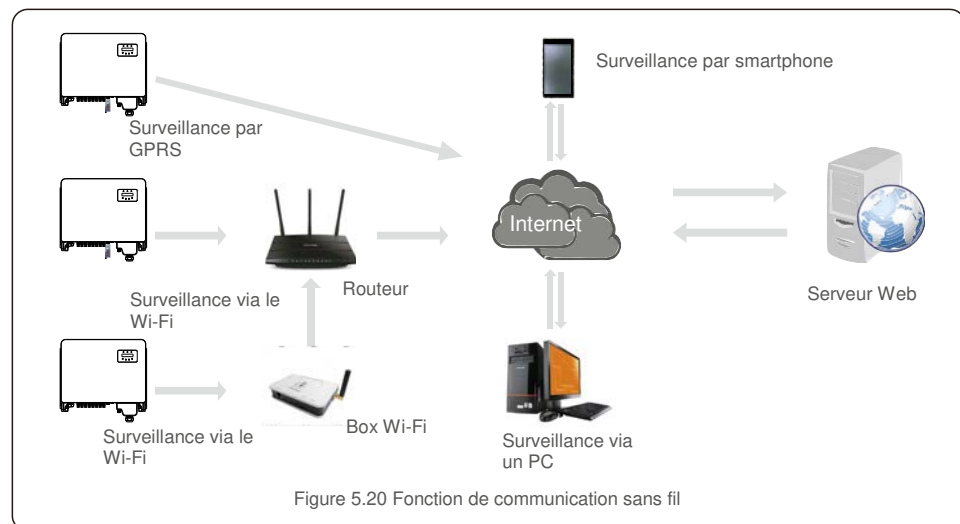 Surveillance par smartphone
Surveillance par
GPRS
Internet
Routeur
Serveur Web
Surveillance via le
Wi-Fi
Box Wi-Fi
Surveillance via le
Wi-Fi
Surveillance via
un PC
Figure 5.20 Fonction de communication sans fil